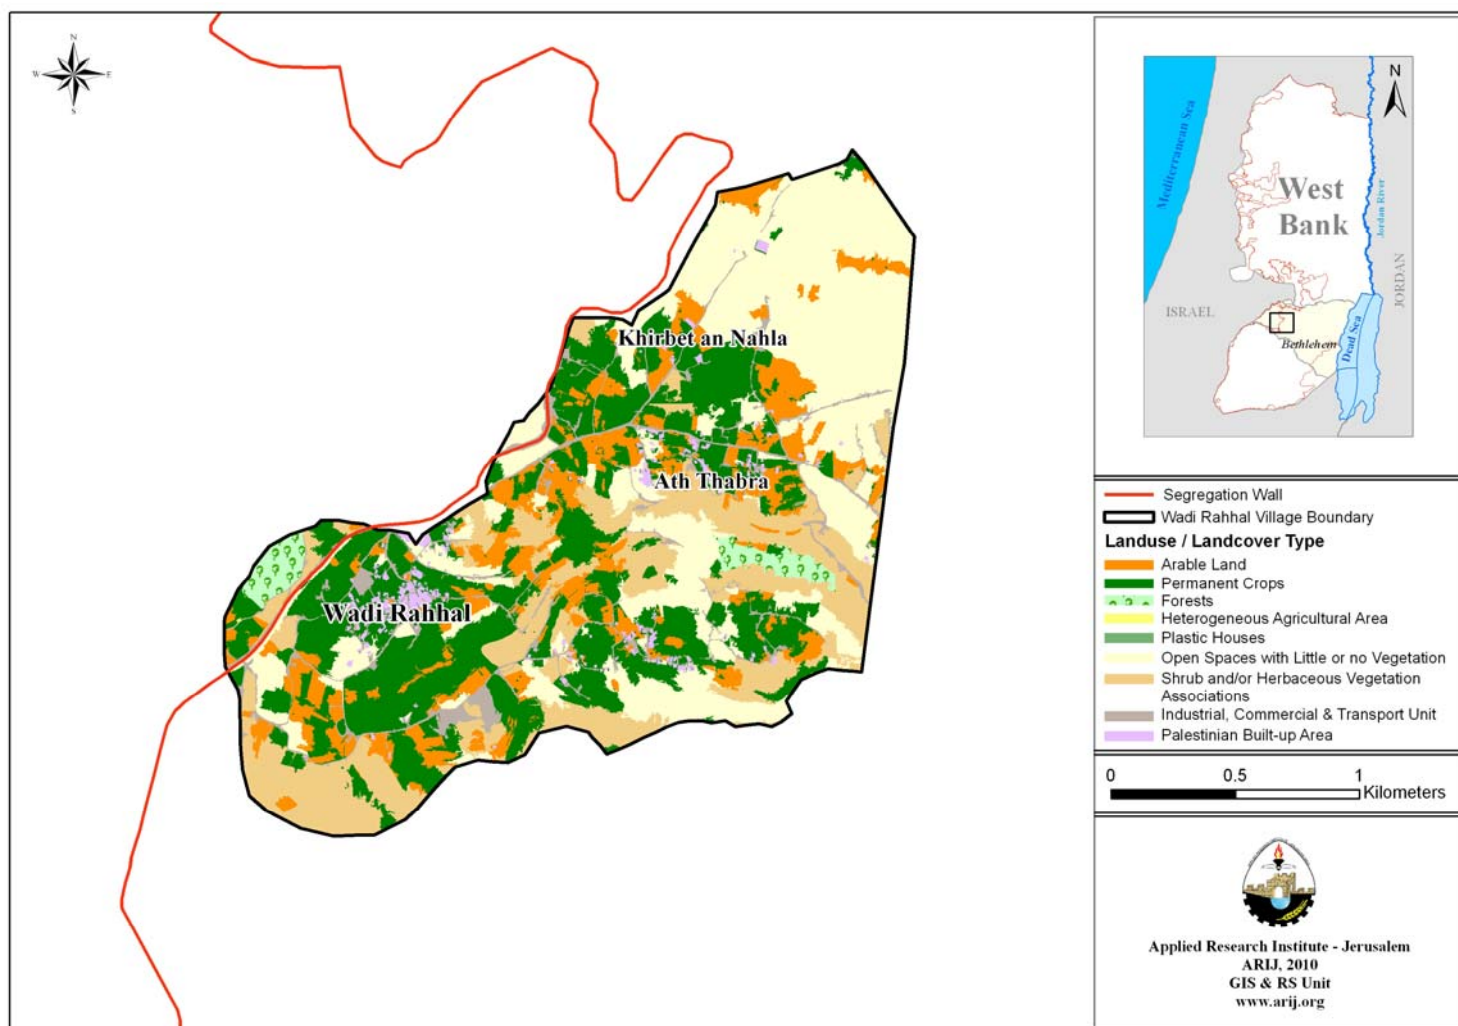 N
W
E
S
Khirbet an Nahla
Ath Thabra
Wadi Rahhal
N
Mediterranean Sea
West
Bank
Jordan River
JORDAN
ISRAEL
Bethlehem
Dead Sea
Segregation Wall
Wadi Rahhal Village Boundary
Landuse / Landcover Type
Arable Land
Permanent Crops
Forests
Heterogeneous Agricultural Area
Plastic Houses
Open Spaces with Little or no Vegetation
Shrub and/or Herbaceous Vegetation
Associations
Industrial, Commercial & Transport Unit
Palestinian Built-up Area
0 0.5 1
Kilometers
Applied Research Institute - Jerusalem
ARIJ, 2010
GIS & RS Unit
www.arij.org